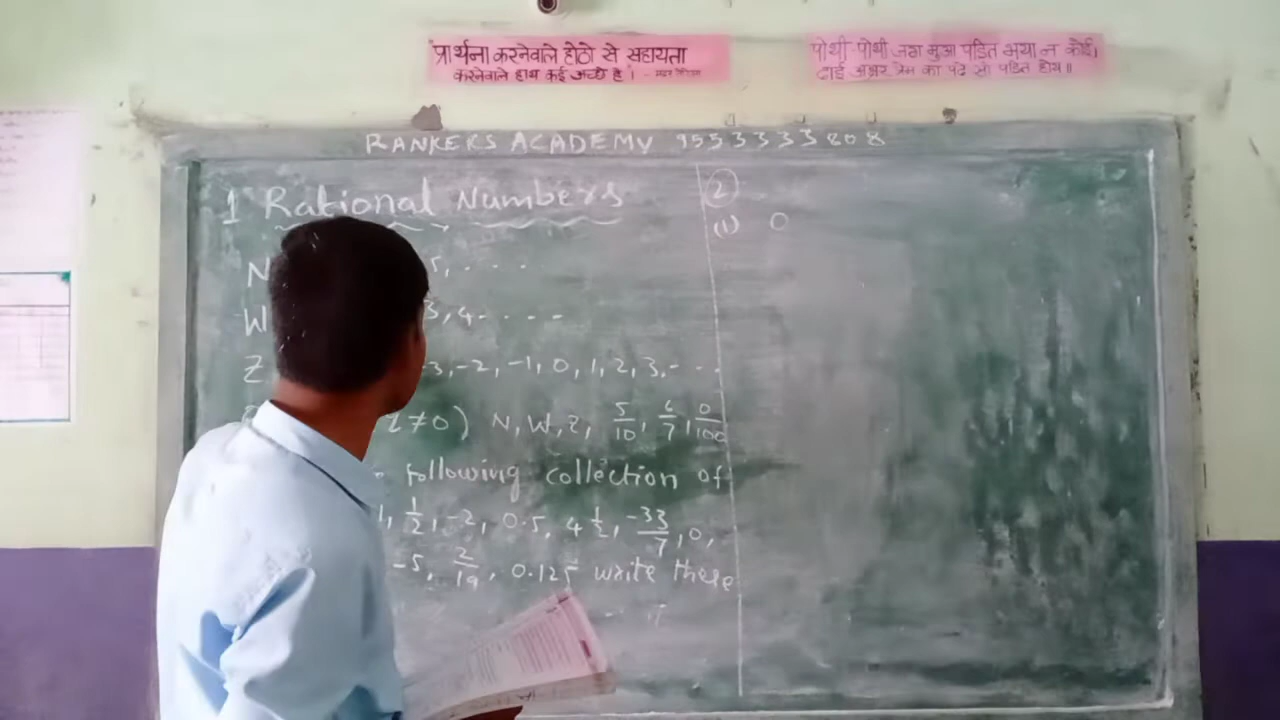 प्रार्थना करनेवाले होठो से सहायता
करनेवाले हाथ कई अच्छे है।
पोथी पोथी जग मुआ पंडित भया न कोई।
ढाई अक्षर प्रेम का पढे सो पंडित होय॥
RANKERS ACADEMY 9553333808
1 Rational Numbers
N 5, . . . .
W 3, 4 - - - -
Z -3, -2, -1, 0, 1, 2, 3, - - -
≠0) N, W, Z, 5/10, 6/7, 0/100
following collection of
1, 1/2, -2, 0.5, 4 1/2, -33/7, 0,
-5, 2/19, 0.125 write these
2
(1) 0